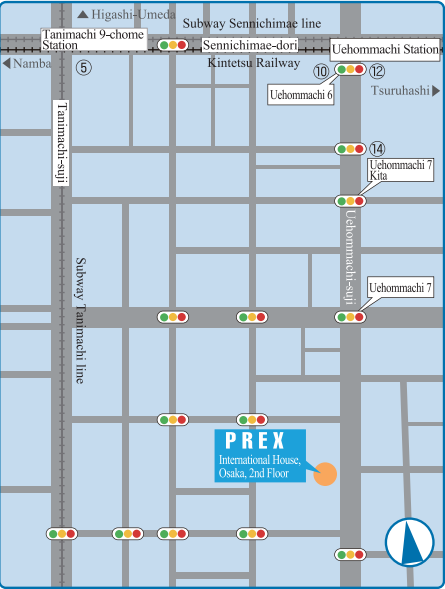 Higashi-Umeda
Subway Sennichimae line
Tanimachi 9-chome
Station
Sennichimae-dori
Uehommachi Station
Namba
⑤
Kintetsu Railway
⑩
⑫
Tsuruhashi
Uehommachi 6
Tanimachi-suji
⑭
Uehommachi 7
Kita
Uehommachi-suji
Subway Tanimachi line
Uehommachi 7
PREX
International House,
Osaka, 2nd Floor